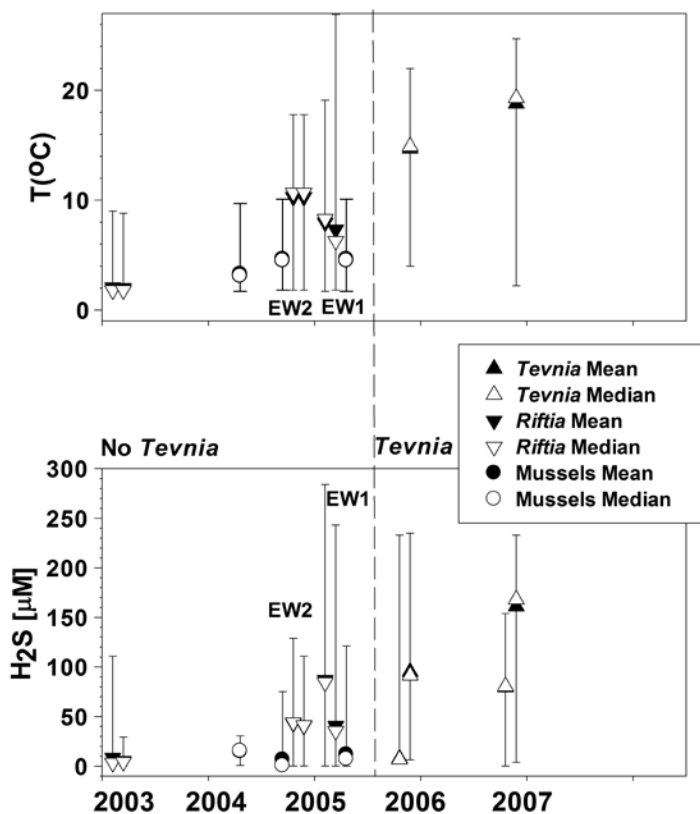 T(°C)
20
10
0
EW2
EW1
▲ Tevnia Mean
△ Tevnia Median
▼ Riftia Mean
▽ Riftia Median
● Mussels Mean
○ Mussels Median
No Tevnia
Tevnia
H₂S [µM]
300
250
200
150
100
50
0
EW1
EW2
2003
2004
2005
2006
2007